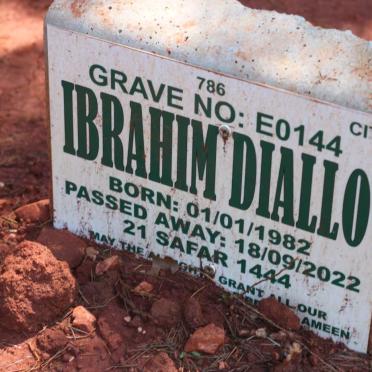 786
GRAVE NO: E0144
IBRAHIM DIALLO
BORN: 01/01/1982
PASSED AWAY: 18/09/2022
21 SAFAR 1444
MAY THE GRANT ALL OUR
AMEEN